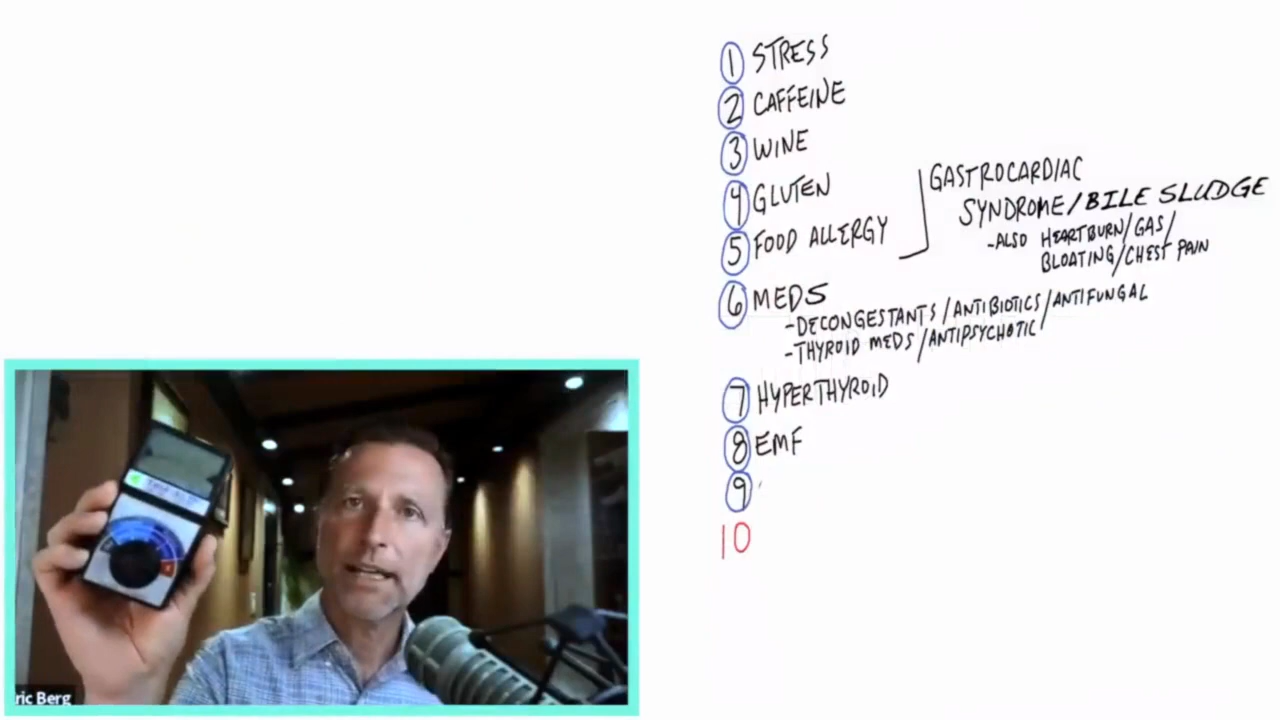 1 STRESS
2 CAFFEINE
3 WINE
4 GLUTEN
5 FOOD ALLERGY
GASTROCARDIAC
SYNDROME/BILE SLUDGE
-ALSO HEARTBURN/GAS/
BLOATING/CHEST PAIN
6 MEDS
-DECONGESTANTS/ANTIBIOTICS/ANTIFUNGAL
-THYROID MEDS/ANTIPSYCHOTIC/
7 HYPERTHYROID
8 EMF
9
10
ric Berg